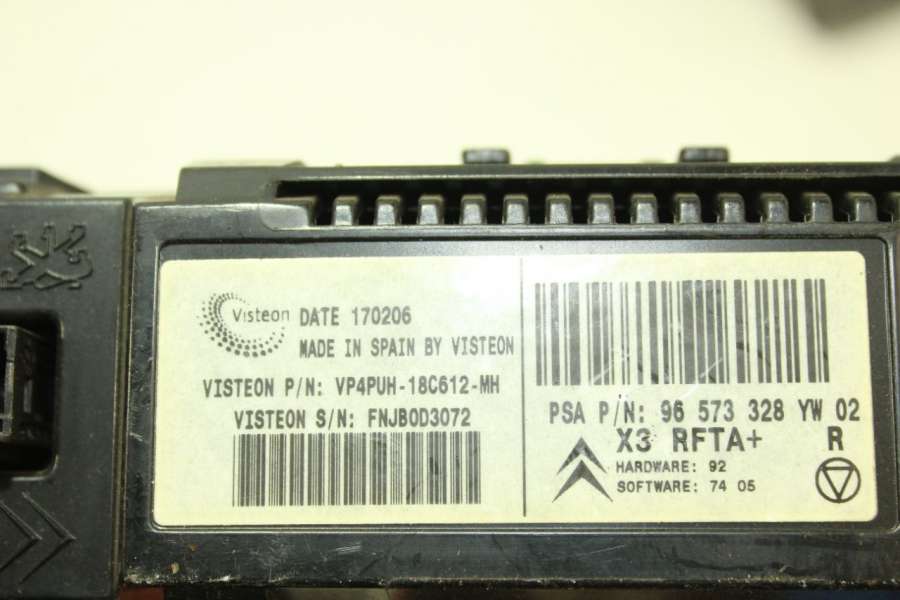 Visteon
DATE 170206
MADE IN SPAIN BY VISTEON
VISTEON P/N: VP4PUH-18C612-MH
VISTEON S/N: FNJB0D3072
PSA P/N: 96 573 328 YW 02
X3 RFTA+ R
HARDWARE: 92
SOFTWARE: 74 05